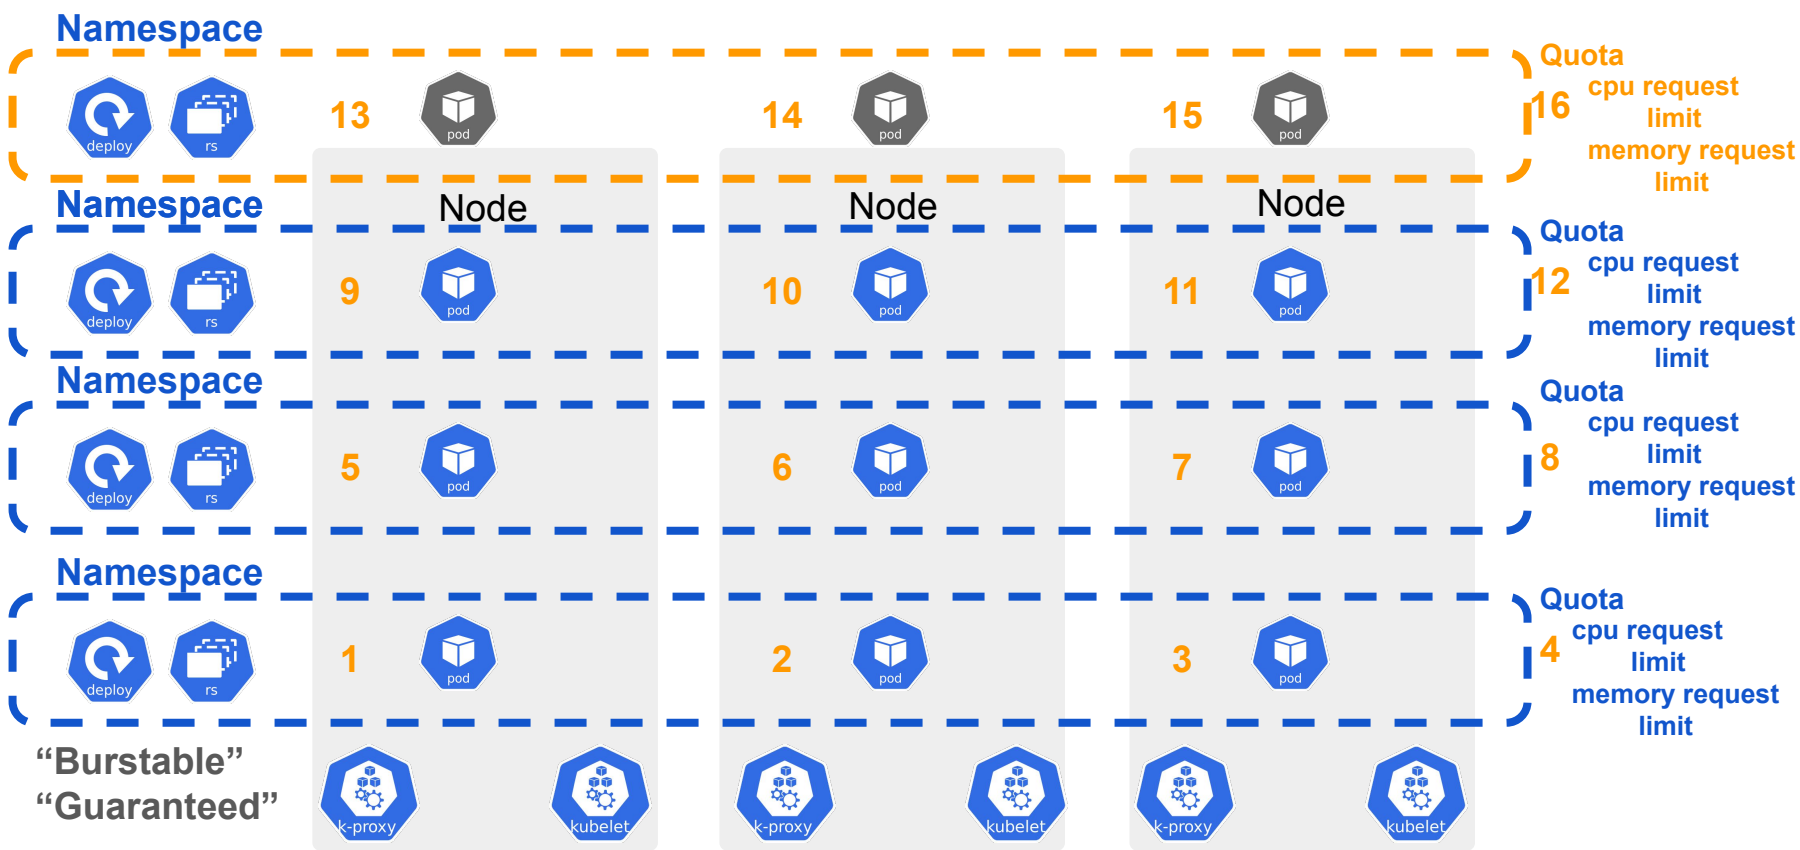 Namespace
Quota
cpu request
13
14
15
16
limit
deploy
rs
pod
pod
pod
memory request
limit
Namespace
Node
Node
Node
Quota
cpu request
9
10
11
12
limit
deploy
rs
pod
pod
pod
memory request
limit
Namespace
Quota
cpu request
5
6
7
8
limit
deploy
rs
pod
pod
pod
memory request
limit
Namespace
Quota
cpu request
1
2
3
4
limit
deploy
rs
pod
pod
pod
memory request
limit
“Burstable”
“Guaranteed”
k-proxy
kubelet
k-proxy
kubelet
k-proxy
kubelet